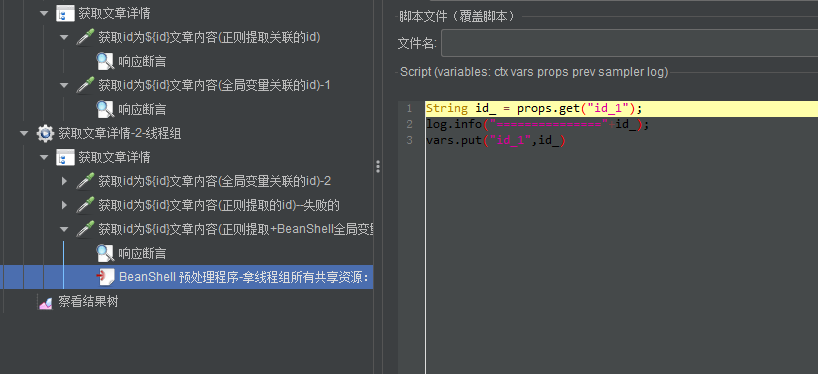 获取文章详情
获取id为${id}文章内容(正则提取关联的id)
响应断言
获取id为${id}文章内容(全局变量关联的id)-1
响应断言
获取文章详情-2-线程组
获取文章详情
获取id为${id}文章内容(全局变量关联的id)-2
获取id为${id}文章内容(正则提取的id)--失败的
获取id为${id}文章内容(正则提取+BeanShell全局变
响应断言
BeanShell 预处理程序-拿线程组所有共享资源:
察看结果树
脚本文件（覆盖脚本）
文件名:
Script (variables: ctx vars props prev sampler log)
1 String id_ = props.get("id_1");
2 log.info("===============" id_);
3 vars.put("id_1",id_)